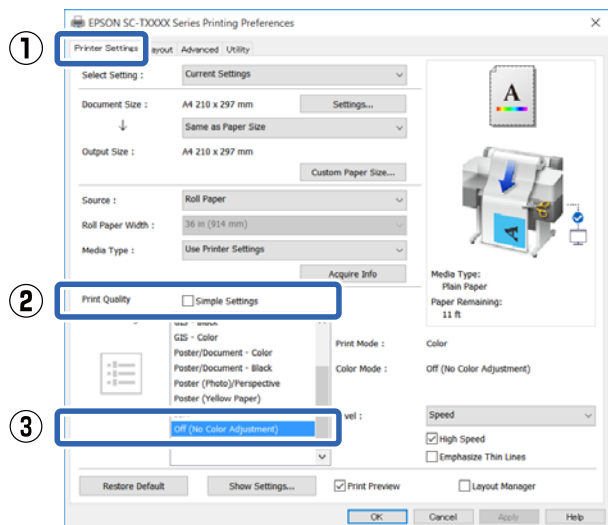 EPSON SC-TXXXX Series Printing Preferences
1
Printer Settings ayout Advanced Utility
Select Setting : Current Settings
Document Size : A4 210 x 297 mm Settings...
Same as Paper Size
Output Size : A4 210 x 297 mm
Custom Paper Size...
Source : Roll Paper
Roll Paper Width : 36 in (914 mm)
Media Type : Use Printer Settings
Acquire Info
A
Media Type:
Plain Paper
Paper Remaining:
11 ft
2
Print Quality Simple Settings
GIS - Color
Poster/Document - Color
Poster/Document - Black
Poster (Photo)/Perspective
Poster (Yellow Paper)
Print Mode : Color
Color Mode : Off (No Color Adjustment)
3
Off (No Color Adjustment)
vel : Speed
High Speed
Emphasize Thin Lines
Restore Default Show Settings... Print Preview Layout Manager
OK Cancel Apply Help